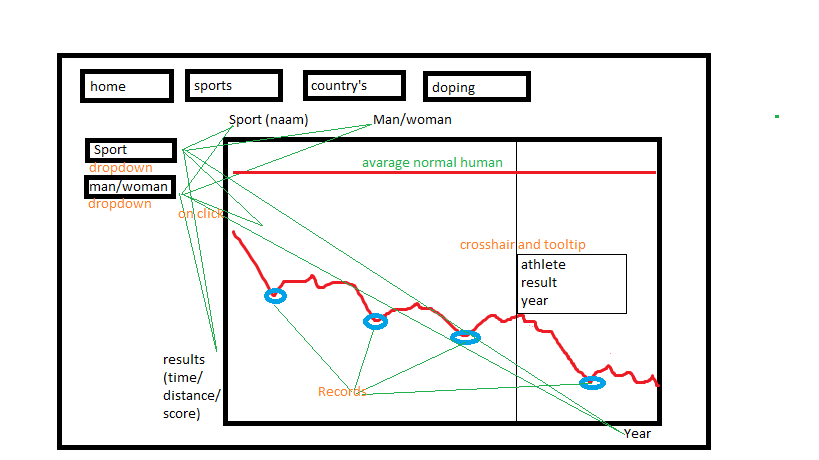 home
sports
country's
doping
Sport (naam)
Man/woman
Sport
dropdown
man/woman
dropdown
on click
avarage normal human
crosshair and tooltip
athlete
result
year
results
(time/
distance/
score)
Records
Year